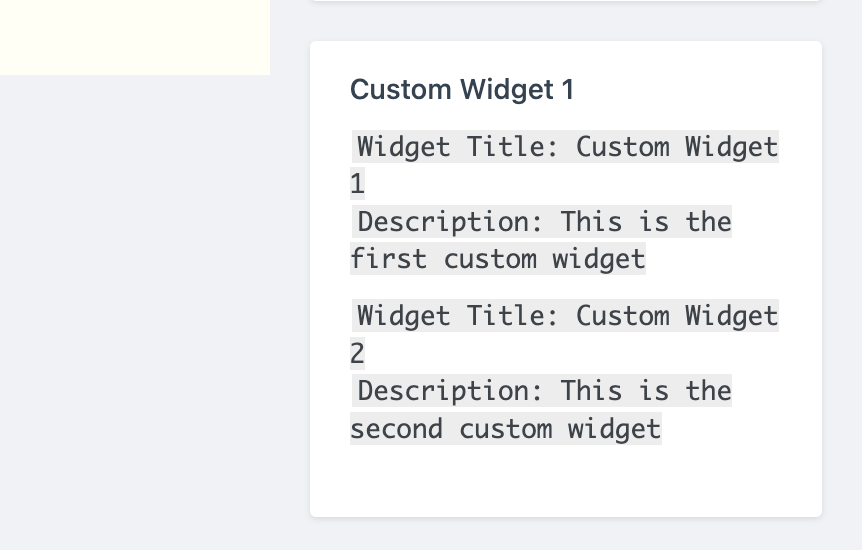 Custom Widget 1
Widget Title: Custom Widget
1
Description: This is the
first custom widget
Widget Title: Custom Widget
2
Description: This is the
second custom widget